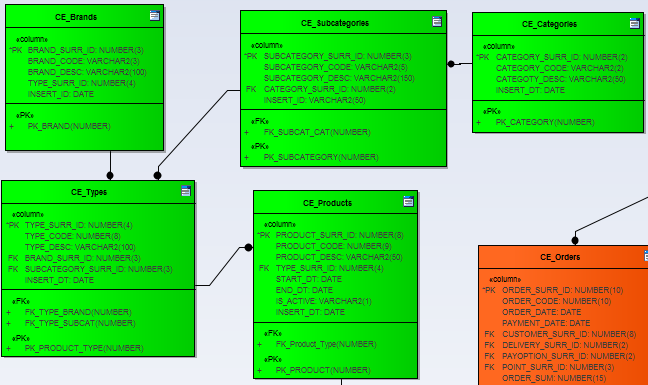 CE_Brands
«column»
*PK BRAND_SURR_ID: NUMBER(3)
BRAND_CODE: VARCHAR2(3)
BRAND_DESC: VARCHAR2(100)
TYPE_SURR_ID: NUMBER(4)
INSERT_ID: DATE
«PK»
+ PK_BRAND(NUMBER)
CE_Subcategories
«column»
*PK SUBCATEGORY_SURR_ID: NUMBER(3)
SUBCATEGORY_CODE: VARCHAR2(8)
SUBCATEGORY_DESC: VARCHAR2(150)
FK CATEGORY_SURR_ID: NUMBER(2)
INSERT_ID: VARCHAR2(50)
«FK»
+ FK_SUBCAT_CAT(NUMBER)
«PK»
+ PK_SUBCATEGORY(NUMBER)
CE_Categories
«column»
*PK CATEGORY_SURR_ID: NUMBER(2)
CATEGORY_CODE: VARCHAR2(2)
CATEGOTY_DESC: VARCHAR2(50)
INSERT_DT: DATE
«PK»
+ PK_CATEGORY(NUMBER)
CE_Types
«column»
*PK TYPE_SURR_ID: NUMBER(4)
TYPE_CODE: NUMBER(8)
TYPE_DESC: VARCHAR2(100)
FK BRAND_SURR_ID: NUMBER(3)
FK SUBCATEGORY_SURR_ID: NUMBER(3)
INSERT_DT: DATE
«FK»
+ FK_TYPE_BRAND(NUMBER)
+ FK_TYPE_SUBCAT(NUMBER)
«PK»
+ PK_PRODUCT_TYPE(NUMBER)
CE_Products
«column»
*PK PRODUCT_SURR_ID: NUMBER(5)
PRODUCT_CODE: NUMBER(9)
PRODUCT_DESC: VARCHAR2(50)
FK TYPE_SURR_ID: NUMBER(4)
START_DT: DATE
END_DT: DATE
IS_ACTIVE: VARCHAR2(1)
INSERT_DT: DATE
«FK»
+ FK_Product_Type(NUMBER)
«PK»
+ PK_PRODUCT(NUMBER)
CE_Orders
«column»
*PK ORDER_SURR_ID: NUMBER(10)
ORDER_CODE: NUMBER(10)
ORDER_DATE: DATE
PAYMENT_DATE: DATE
FK CUSTOMER_SURR_ID: NUMBER(8)
FK DELIVERY_SURR_ID: NUMBER(2)
FK PAYOPTION_SURR_ID: NUMBER(2)
FK POINT_SURR_ID: NUMBER(3)
ORDER_SUM: NUMBER(15)